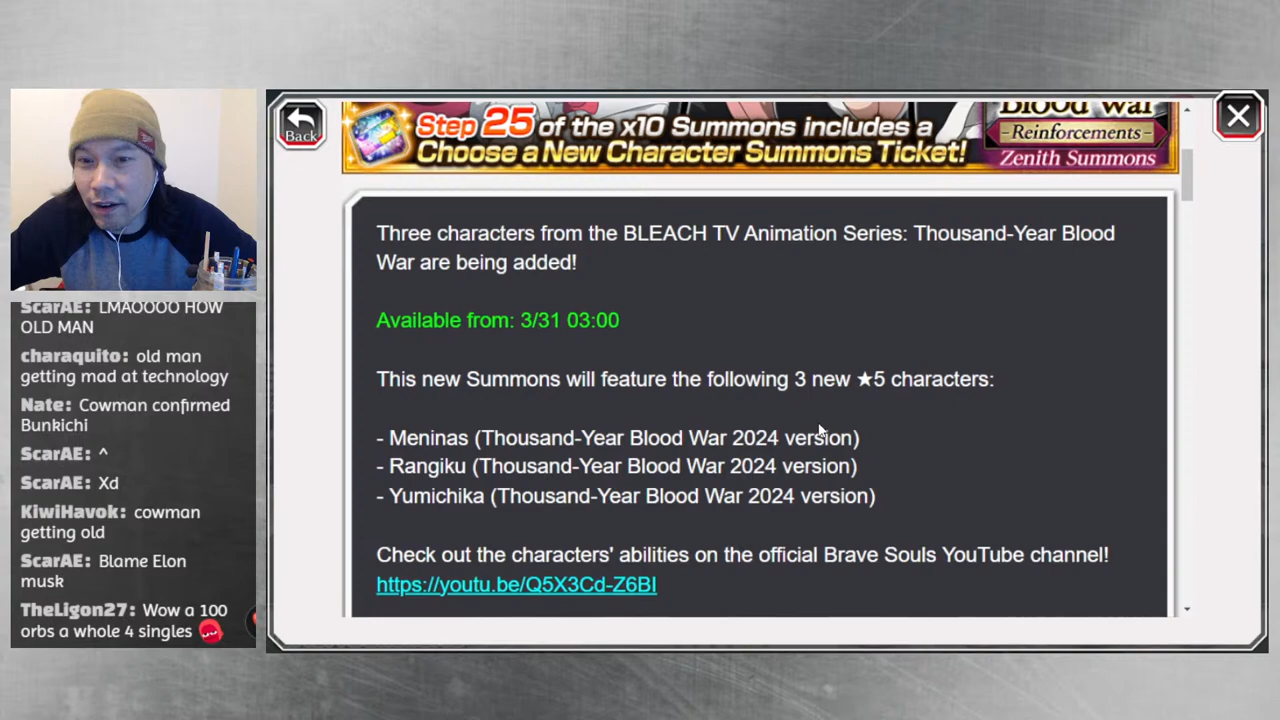 Back
Step 25 of the x10 Summons includes a
Choose a New Character Summons Ticket!
Blood War
-Reinforcements-
Zenith Summons
Three characters from the BLEACH TV Animation Series: Thousand-Year Blood
War are being added!
Available from: 3/31 03:00
This new Summons will feature the following 3 new ★5 characters:
- Meninas (Thousand-Year Blood War 2024 version)
- Rangiku (Thousand-Year Blood War 2024 version)
- Yumichika (Thousand-Year Blood War 2024 version)
Check out the characters' abilities on the official Brave Souls YouTube channel!
https://youtu.be/Q5X3Cd-Z6BI
ScarAE: LMAOOOO HOW
OLD MAN
charaquito: old man
getting mad at technology
Nate: Cowman confirmed
Bunkichi
ScarAE: ^
ScarAE: Xd
KiwiHavok: cowman
getting old
ScarAE: Blame Elon
musk
TheLigon27: Wow a 100
orbs a whole 4 singles